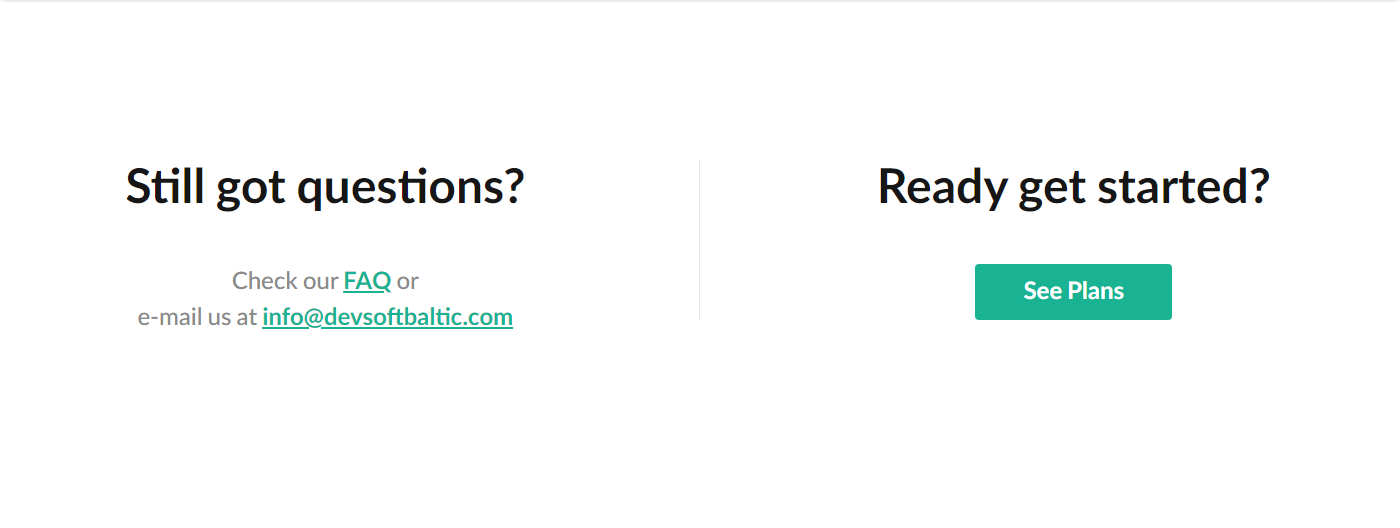 Still got questions?
Check our FAQ or
e-mail us at info@devsoftbaltic.com
Ready get started?
See Plans